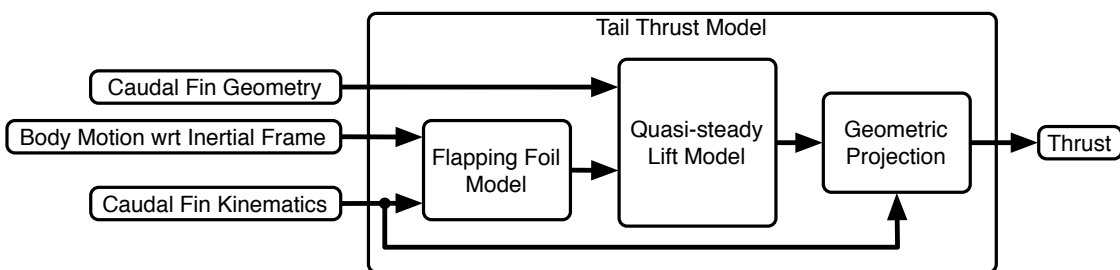 Tail Thrust Model
Caudal Fin Geometry
Body Motion wrt Inertial Frame
Caudal Fin Kinematics
Flapping Foil
Model
Quasi-steady
Lift Model
Geometric
Projection
Thrust